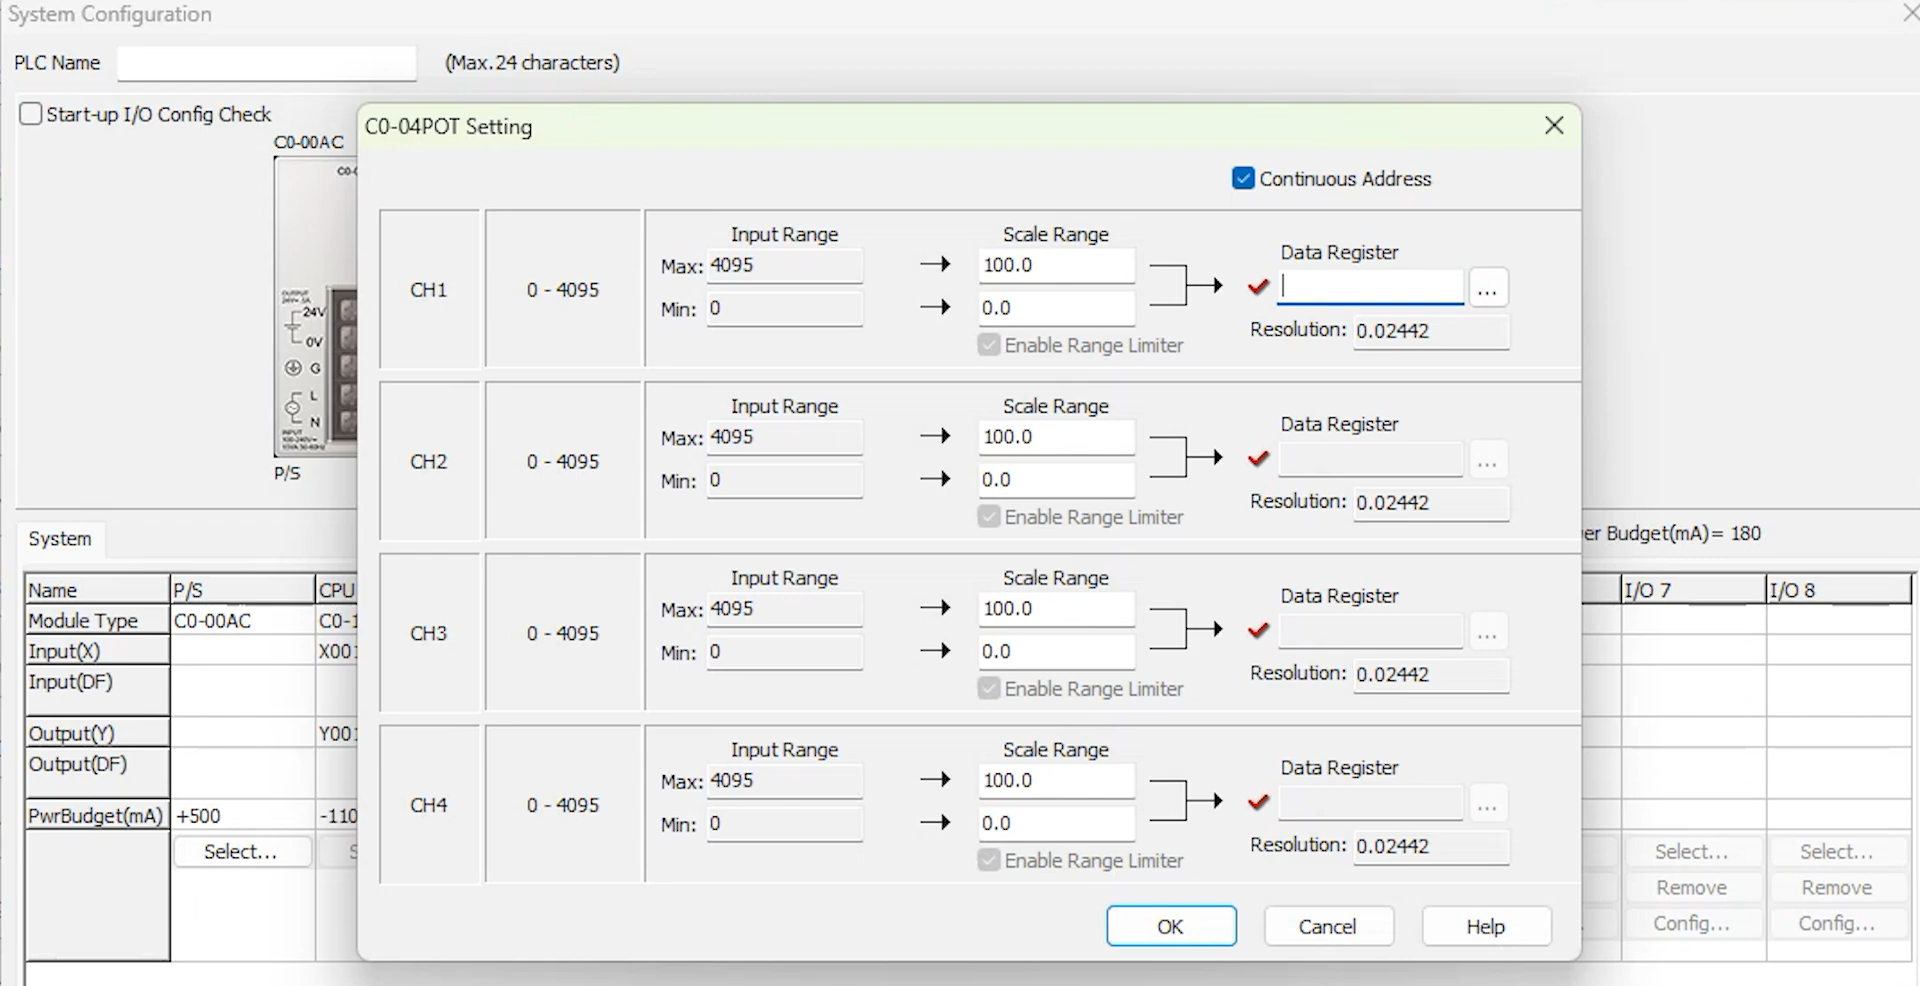 System Configuration
PLC Name
(Max.24 characters)
Start-up I/O Config Check
C0-00AC
C0-04POT Setting
Continuous Address
CH1
0 - 4095
Input Range
Max: 4095
Min: 0
Scale Range
100.0
0.0
Enable Range Limiter
Data Register
...
Resolution: 0.02442
CH2
0 - 4095
Input Range
Max: 4095
Min: 0
Scale Range
100.0
0.0
Enable Range Limiter
Data Register
...
Resolution: 0.02442
CH3
0 - 4095
Input Range
Max: 4095
Min: 0
Scale Range
100.0
0.0
Enable Range Limiter
Data Register
...
Resolution: 0.02442
CH4
0 - 4095
Input Range
Max: 4095
Min: 0
Scale Range
100.0
0.0
Enable Range Limiter
Data Register
...
Resolution: 0.02442
OK Cancel Help
OUTPUT
24V
0V
G
L
N
INPUT
P/S
System
er Budget(mA)= 180
Name P/S CPU I/O 7 I/O 8
Module Type C0-00AC C0-1
Input(X) X001
Input(DF)
Output(Y) Y001
Output(DF)
PwrBudget(mA) +500 -110
Select... S Select... Select...
Remove Remove
Config... Config...